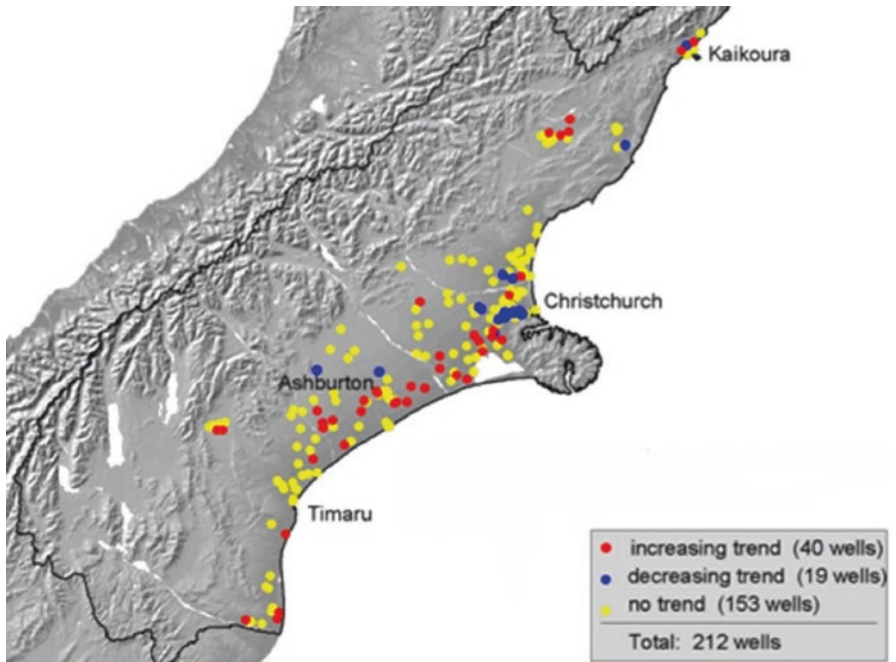 Kaikoura
Christchurch
Ashburton
Timaru
increasing trend (40 wells)
decreasing trend (19 wells)
no trend (153 wells)
Total: 212 wells